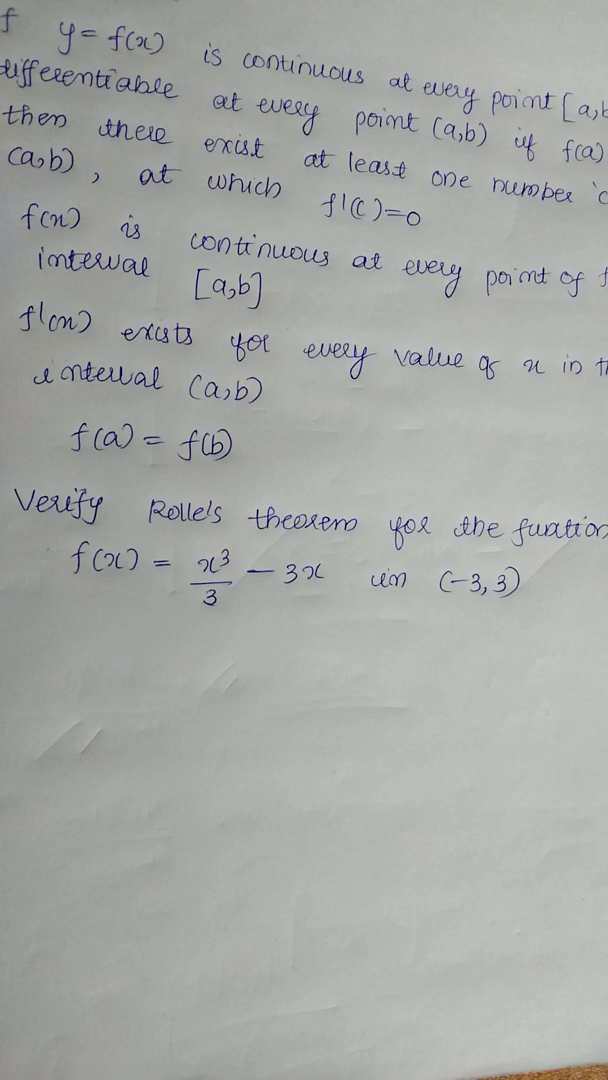 f y = f(x) is continuous at every point [a,b
differentiable at every point (a,b) if f(a)
then there exist at least one number 'c
(a,b), at which f'(c)=0
f(x) is continuous at every point of
interval [a,b]
f'(x) exists for every value of x in
interval (a,b)
f(a) = f(b)
Verify Rolle's theorem for the fuation
f(x) = x³/3 - 3x in (-3,3)